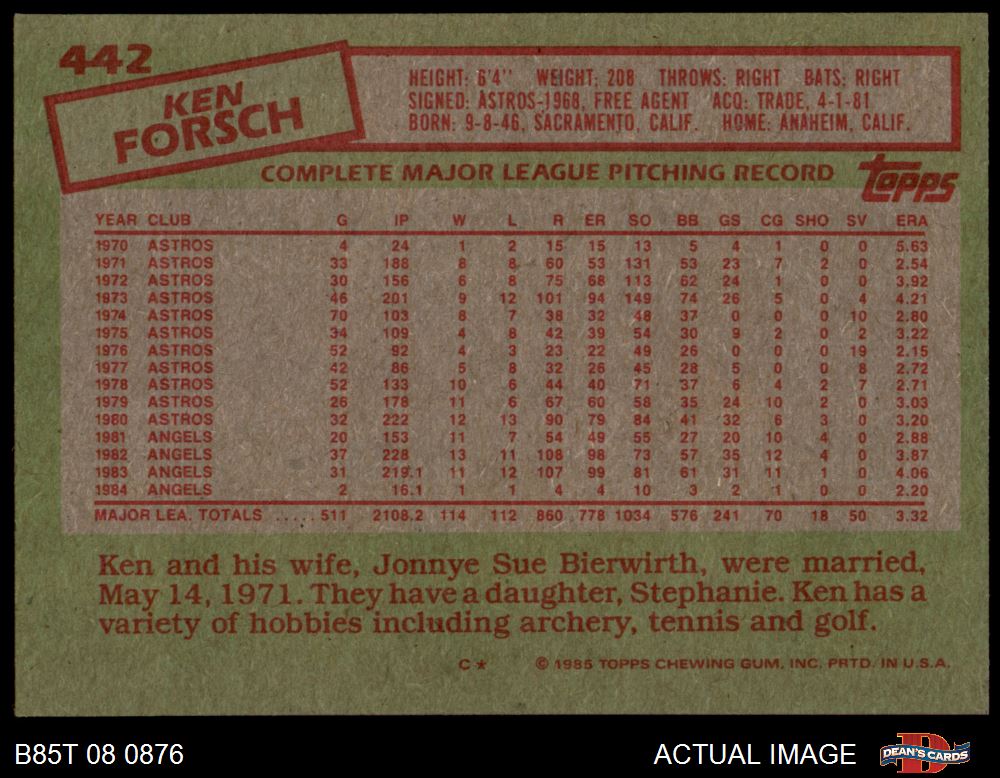 442
KEN
FORSCH
HEIGHT: 6'4" WEIGHT: 208 THROWS: RIGHT BATS: RIGHT
SIGNED: ASTROS-1968, FREE AGENT ACQ: TRADE, 4-1-81
BORN: 9-8-46, SACRAMENTO, CALIF. HOME: ANAHEIM, CALIF.
COMPLETE MAJOR LEAGUE PITCHING RECORD
topps
YEAR CLUB G IP W L R ER SO BB GS CG SHO SV ERA
1970 ASTROS 4 24 1 2 15 15 13 5 4 1 0 0 5.63
1971 ASTROS 33 188 8 8 60 53 131 53 23 7 2 0 2.54
1972 ASTROS 30 156 6 8 75 68 113 62 24 1 0 0 3.92
1973 ASTROS 46 201 9 12 101 94 149 74 26 5 0 4 4.21
1974 ASTROS 70 103 8 7 38 32 48 37 0 0 0 10 2.80
1975 ASTROS 34 109 4 8 42 39 54 30 9 2 0 2 3.22
1976 ASTROS 52 92 4 3 23 22 49 26 0 0 0 19 2.15
1977 ASTROS 42 86 5 8 32 26 45 28 5 0 0 8 2.72
1978 ASTROS 52 133 10 6 44 40 71 37 6 4 2 7 2.71
1979 ASTROS 26 178 11 6 67 60 58 35 24 10 2 0 3.03
1980 ASTROS 32 222 12 13 90 79 84 41 32 6 3 0 3.20
1981 ANGELS 20 153 11 7 54 49 55 27 20 10 4 0 2.88
1982 ANGELS 37 228 13 11 108 98 73 57 35 12 4 0 3.87
1983 ANGELS 31 219.1 11 12 107 99 81 61 31 11 1 0 4.06
1984 ANGELS 2 16.1 1 1 4 4 10 3 2 1 0 0 2.20
MAJOR LEA. TOTALS ..... 511 2108.2 114 112 860 778 1034 576 241 70 18 50 3.32
Ken and his wife, Jonnye Sue Bierwirth, were married,
May 14, 1971. They have a daughter, Stephanie. Ken has a
variety of hobbies including archery, tennis and golf.
C★ © 1985 TOPPS CHEWING GUM, INC. PRTD. IN U.S.A.
B85T 08 0876 ACTUAL IMAGE DEAN'S CARDS